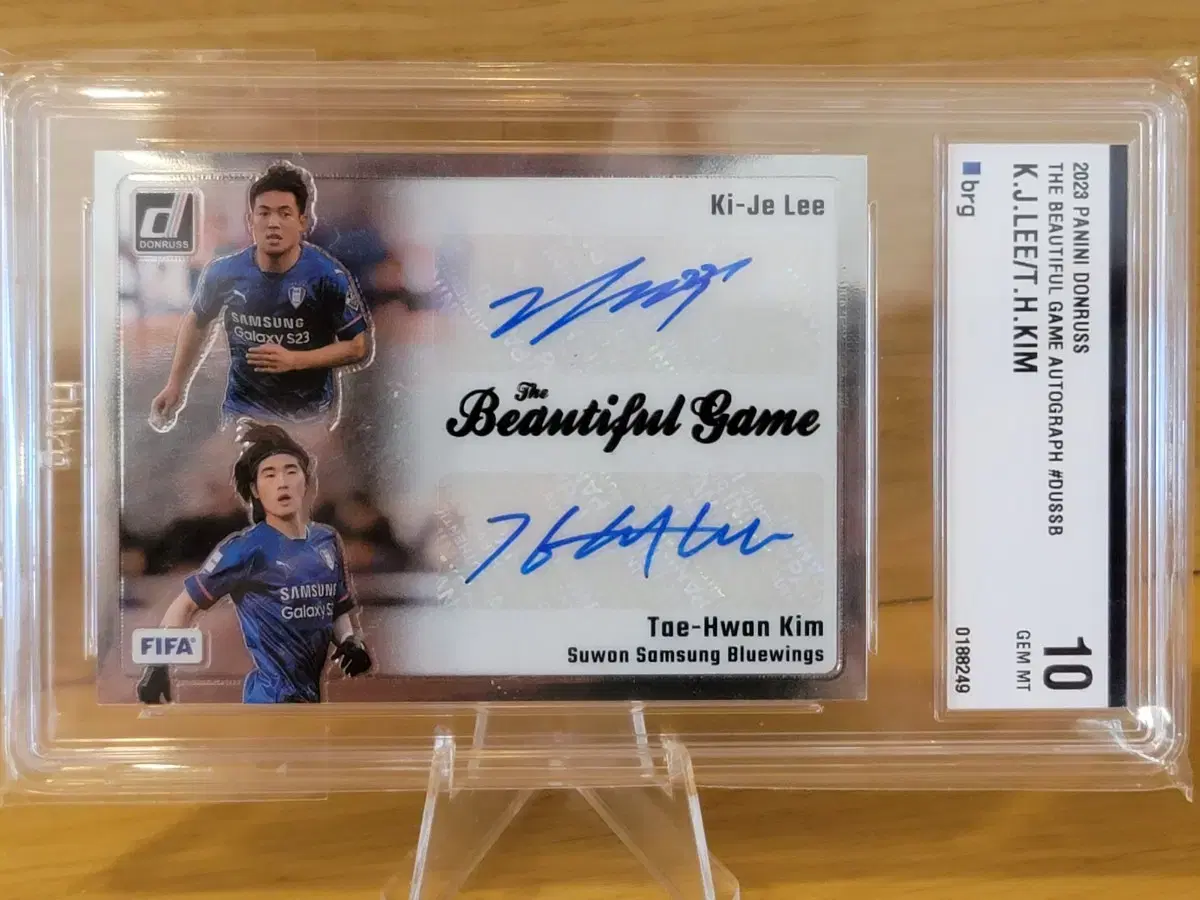 d
DONRUSS
Ki-Je Lee
SAMSUNG
Galaxy S23
The
Beautiful Game
SAMSUNG
Galaxy S
FIFA
Tae-Hwan Kim
Suwon Samsung Bluewings
2023 PANINI DONRUSS
THE BEAUTIFUL GAME AUTOGRAPH #DUSSB
K.J.LEE/T.H.KIM
brg
10
GEM MT
0188249